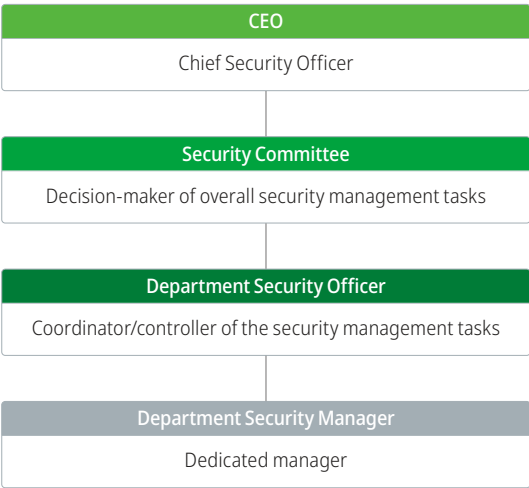 CEO
Chief Security Officer
Security Committee
Decision-maker of overall security management tasks
Department Security Officer
Coordinator/controller of the security management tasks
Department Security Manager
Dedicated manager